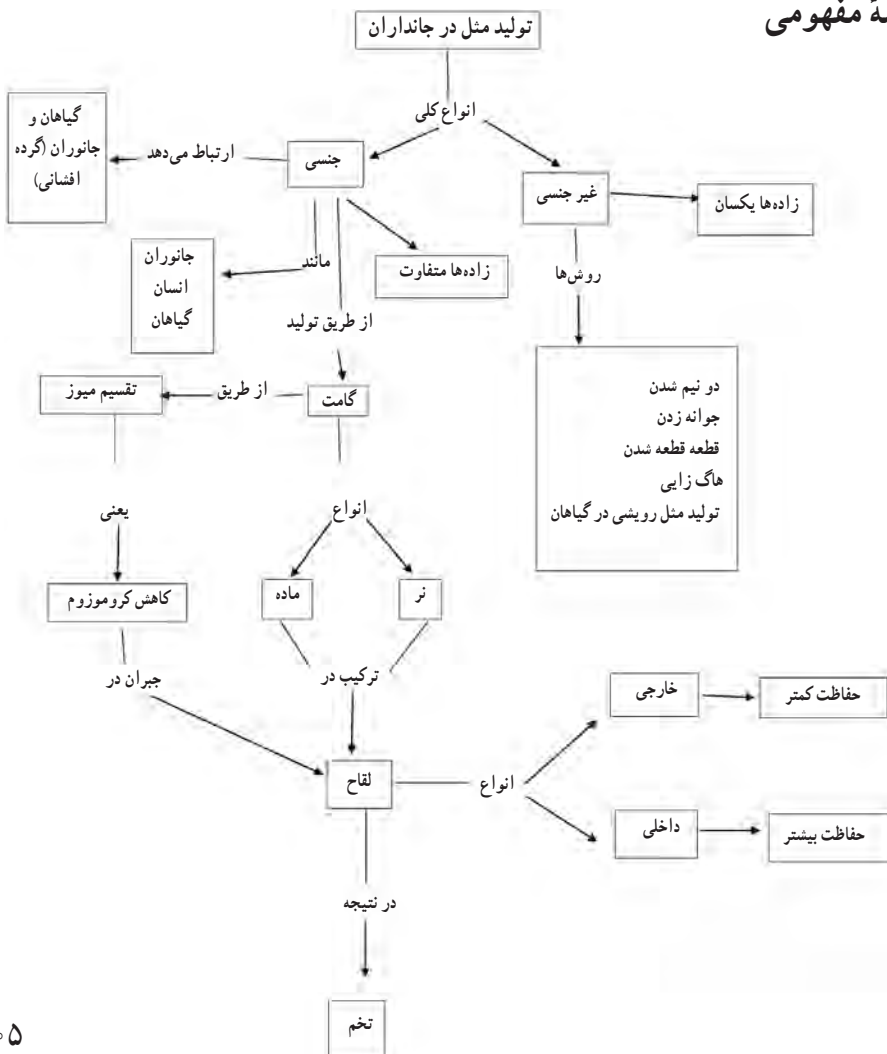 ۀ مفهومی
تولید مثل در جانداران
انواع کلی
جنسی
ارتباط می‌دهد
گیاهان و
جانوران (گرده
افشانی)
غیر جنسی
زاده‌ها یکسان
مانند
جانوران
انسان
گیاهان
زاده‌ها متفاوت
روش‌ها
از طریق تولید
دو نیم شدن
جوانه زدن
قطعه قطعه شدن
هاگ زایی
تولید مثل رویشی در گیاهان
گامت
از طریق
تقسیم میوز
یعنی
انواع
کاهش کروموزوم
ماده
نر
جبران در
ترکیب در
لقاح
انواع
خارجی
حفاظت کمتر
داخلی
حفاظت بیشتر
در نتیجه
تخم
۵